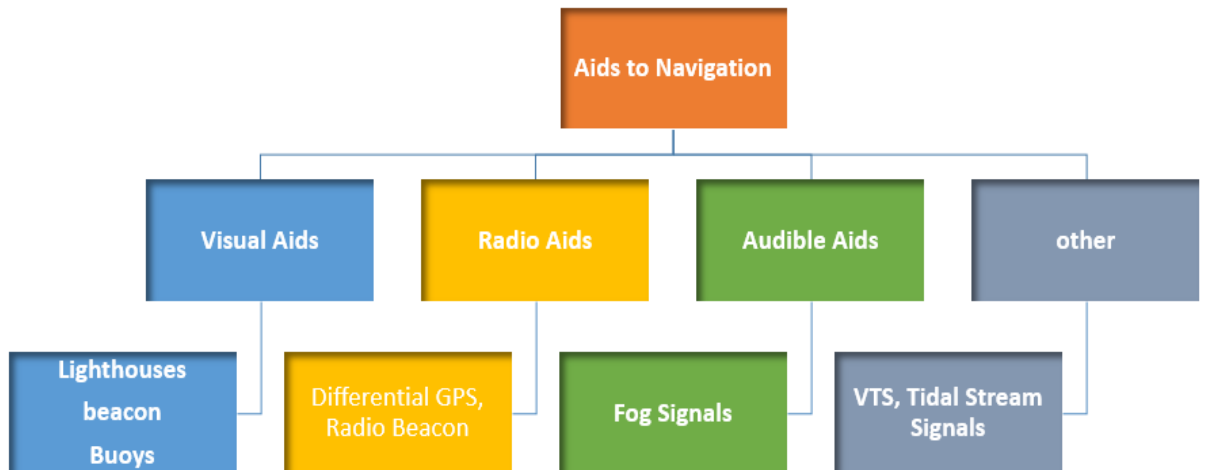 Aids to Navigation
Visual Aids
Radio Aids
Audible Aids
other
Lighthouses
beacon
Buoys
Differential GPS,
Radio Beacon
Fog Signals
VTS, Tidal Stream
Signals